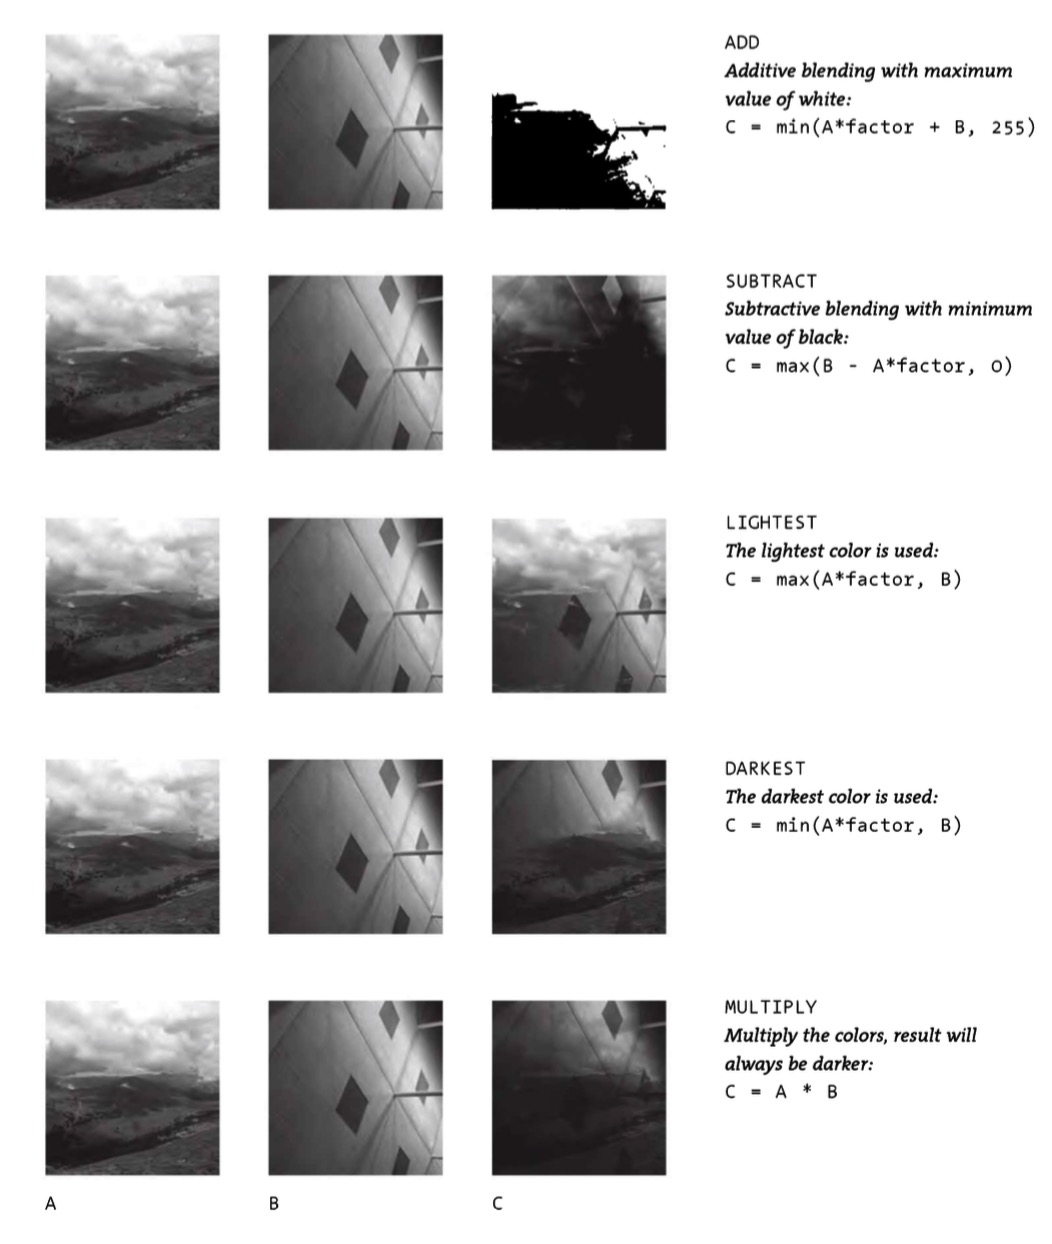 ADD
Additive blending with maximum
value of white:
C = min(A*factor + B, 255)
SUBTRACT
Subtractive blending with minimum
value of black:
C = max(B - A*factor, 0)
LIGHTEST
The lightest color is used:
C = max(A*factor, B)
DARKEST
The darkest color is used:
C = min(A*factor, B)
MULTIPLY
Multiply the colors, result will
always be darker:
C = A * B
A
B
C